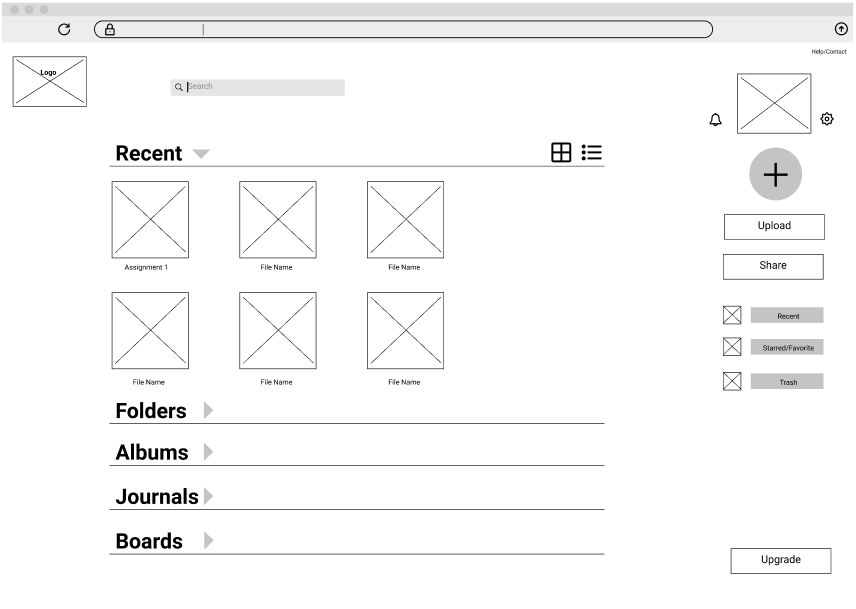 Help/Contact
Logo
Search
Recent
Assignment 1
File Name
File Name
File Name
File Name
File Name
Folders
Albums
Journals
Boards
Upload
Share
Recent
Starred/Favorite
Trash
Upgrade